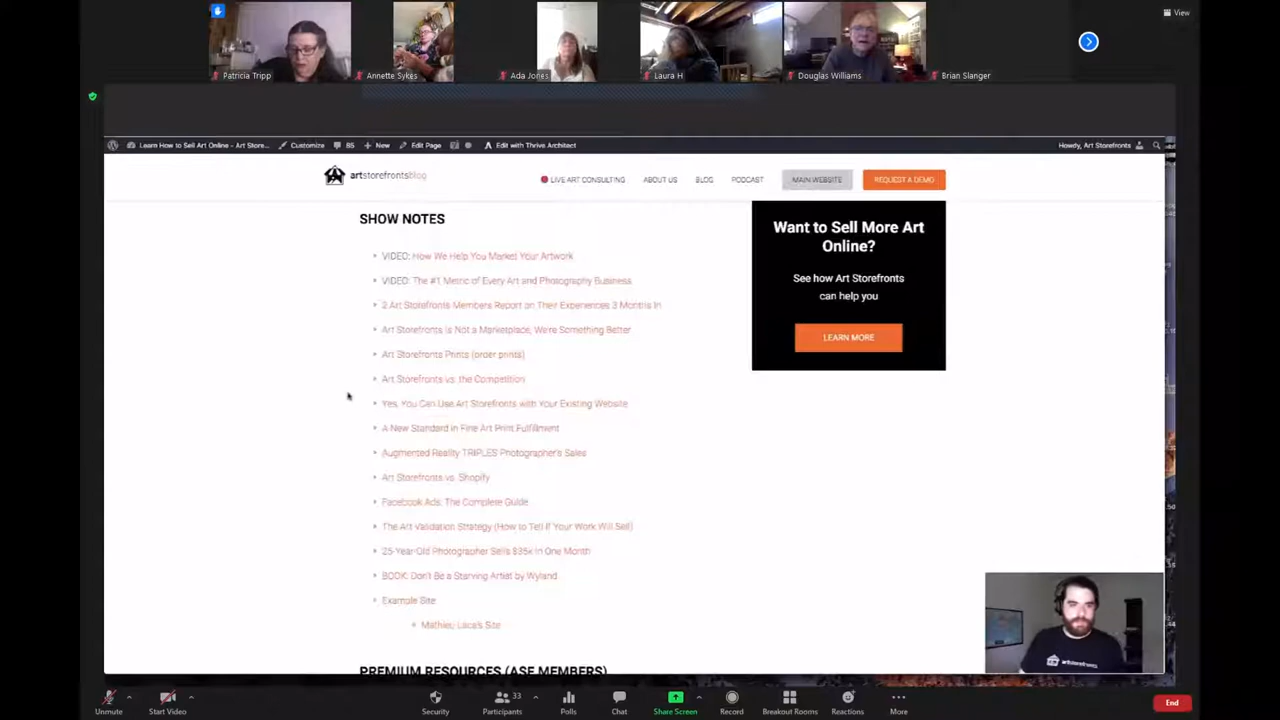 View
Patricia Tripp
Annette Sykes
Ada Jones
Laura H
Douglas Williams
Brian Slanger
Learn How to Sell Art Online - Art Store...
Customize
85
New
Edit Page
Edit with Thrive Architect
Howdy, Art Storefronts
artstorefrontsblog
LIVE ART CONSULTING
ABOUT US
BLOG
PODCAST
MAIN WEBSITE
REQUEST A DEMO
SHOW NOTES
VIDEO: How We Help You Market Your Artwork
VIDEO: The #1 Metric of Every Art and Photography Business
2 Art Storefronts Members Report on Their Experiences 3 Months In
Art Storefronts is Not a Marketplace, We're Something Better
Art Storefronts Prints (order prints)
Art Storefronts vs. the Competition
Yes, You Can Use Art Storefronts with Your Existing Website
A New Standard in Fine Art Print Fulfillment
Augmented Reality TRIPLES Photographer's Sales
Art Storefronts vs. Shopify
Facebook Ads: The Complete Guide
The Art Validation Strategy (How to Tell if Your Work Will Sell)
25-Year-Old Photographer Sells $35k in One Month
BOOK: Don't Be a Starving Artist by Wyland
Example Site
Mathieu Laca's Site
PREMIUM RESOURCES (ASF MEMBERS)
Want to Sell More Art
Online?
See how Art Storefronts
can help you
LEARN MORE
artstorefronts
Unmute
Start Video
Security
Participants
33
Polls
Chat
Share Screen
Record
Breakout Rooms
Reactions
More
End